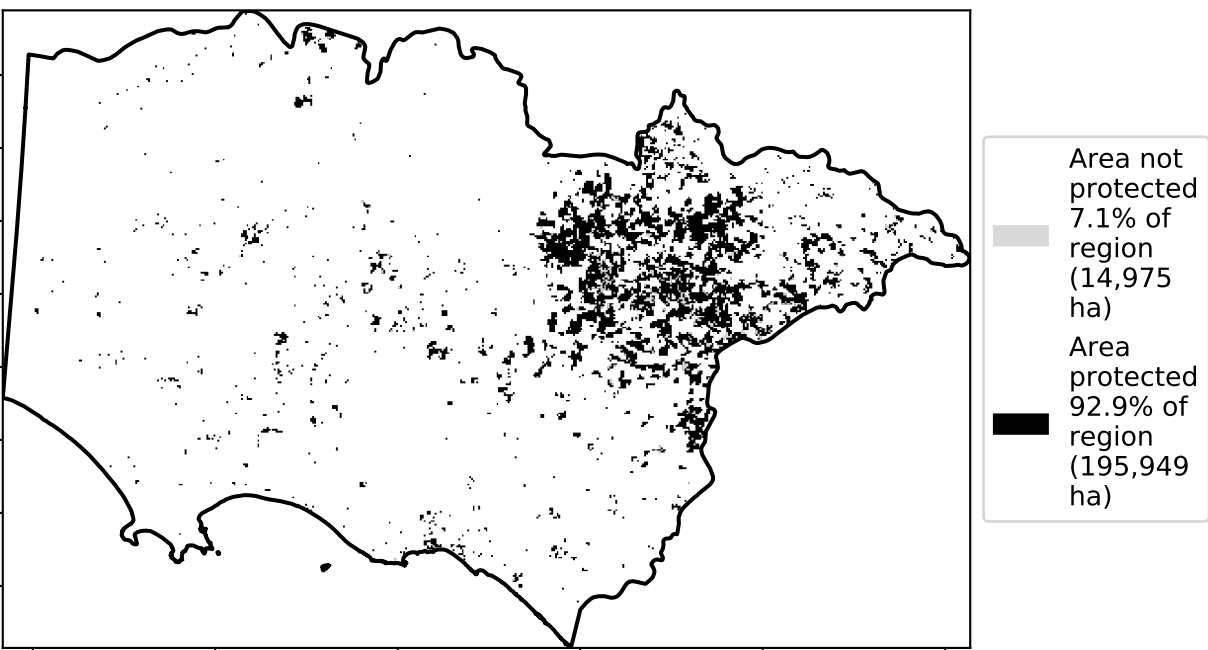 Area not
protected
7.1% of
region
(14,975
ha)
Area
protected
92.9% of
region
(195,949
ha)